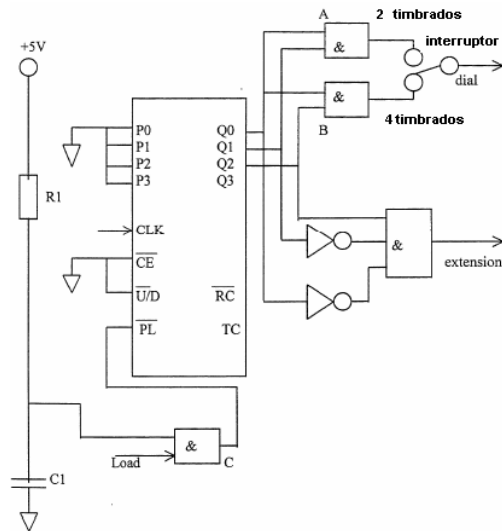 A
2 timbrados
+5V
&
interruptor
dial
&
B
4 timbrados
P0
P1
P2
P3
Q0
Q1
Q2
Q3
R1
CLK
CE
U/D
RC
PL
TC
&
extension
&
Load
C
C1